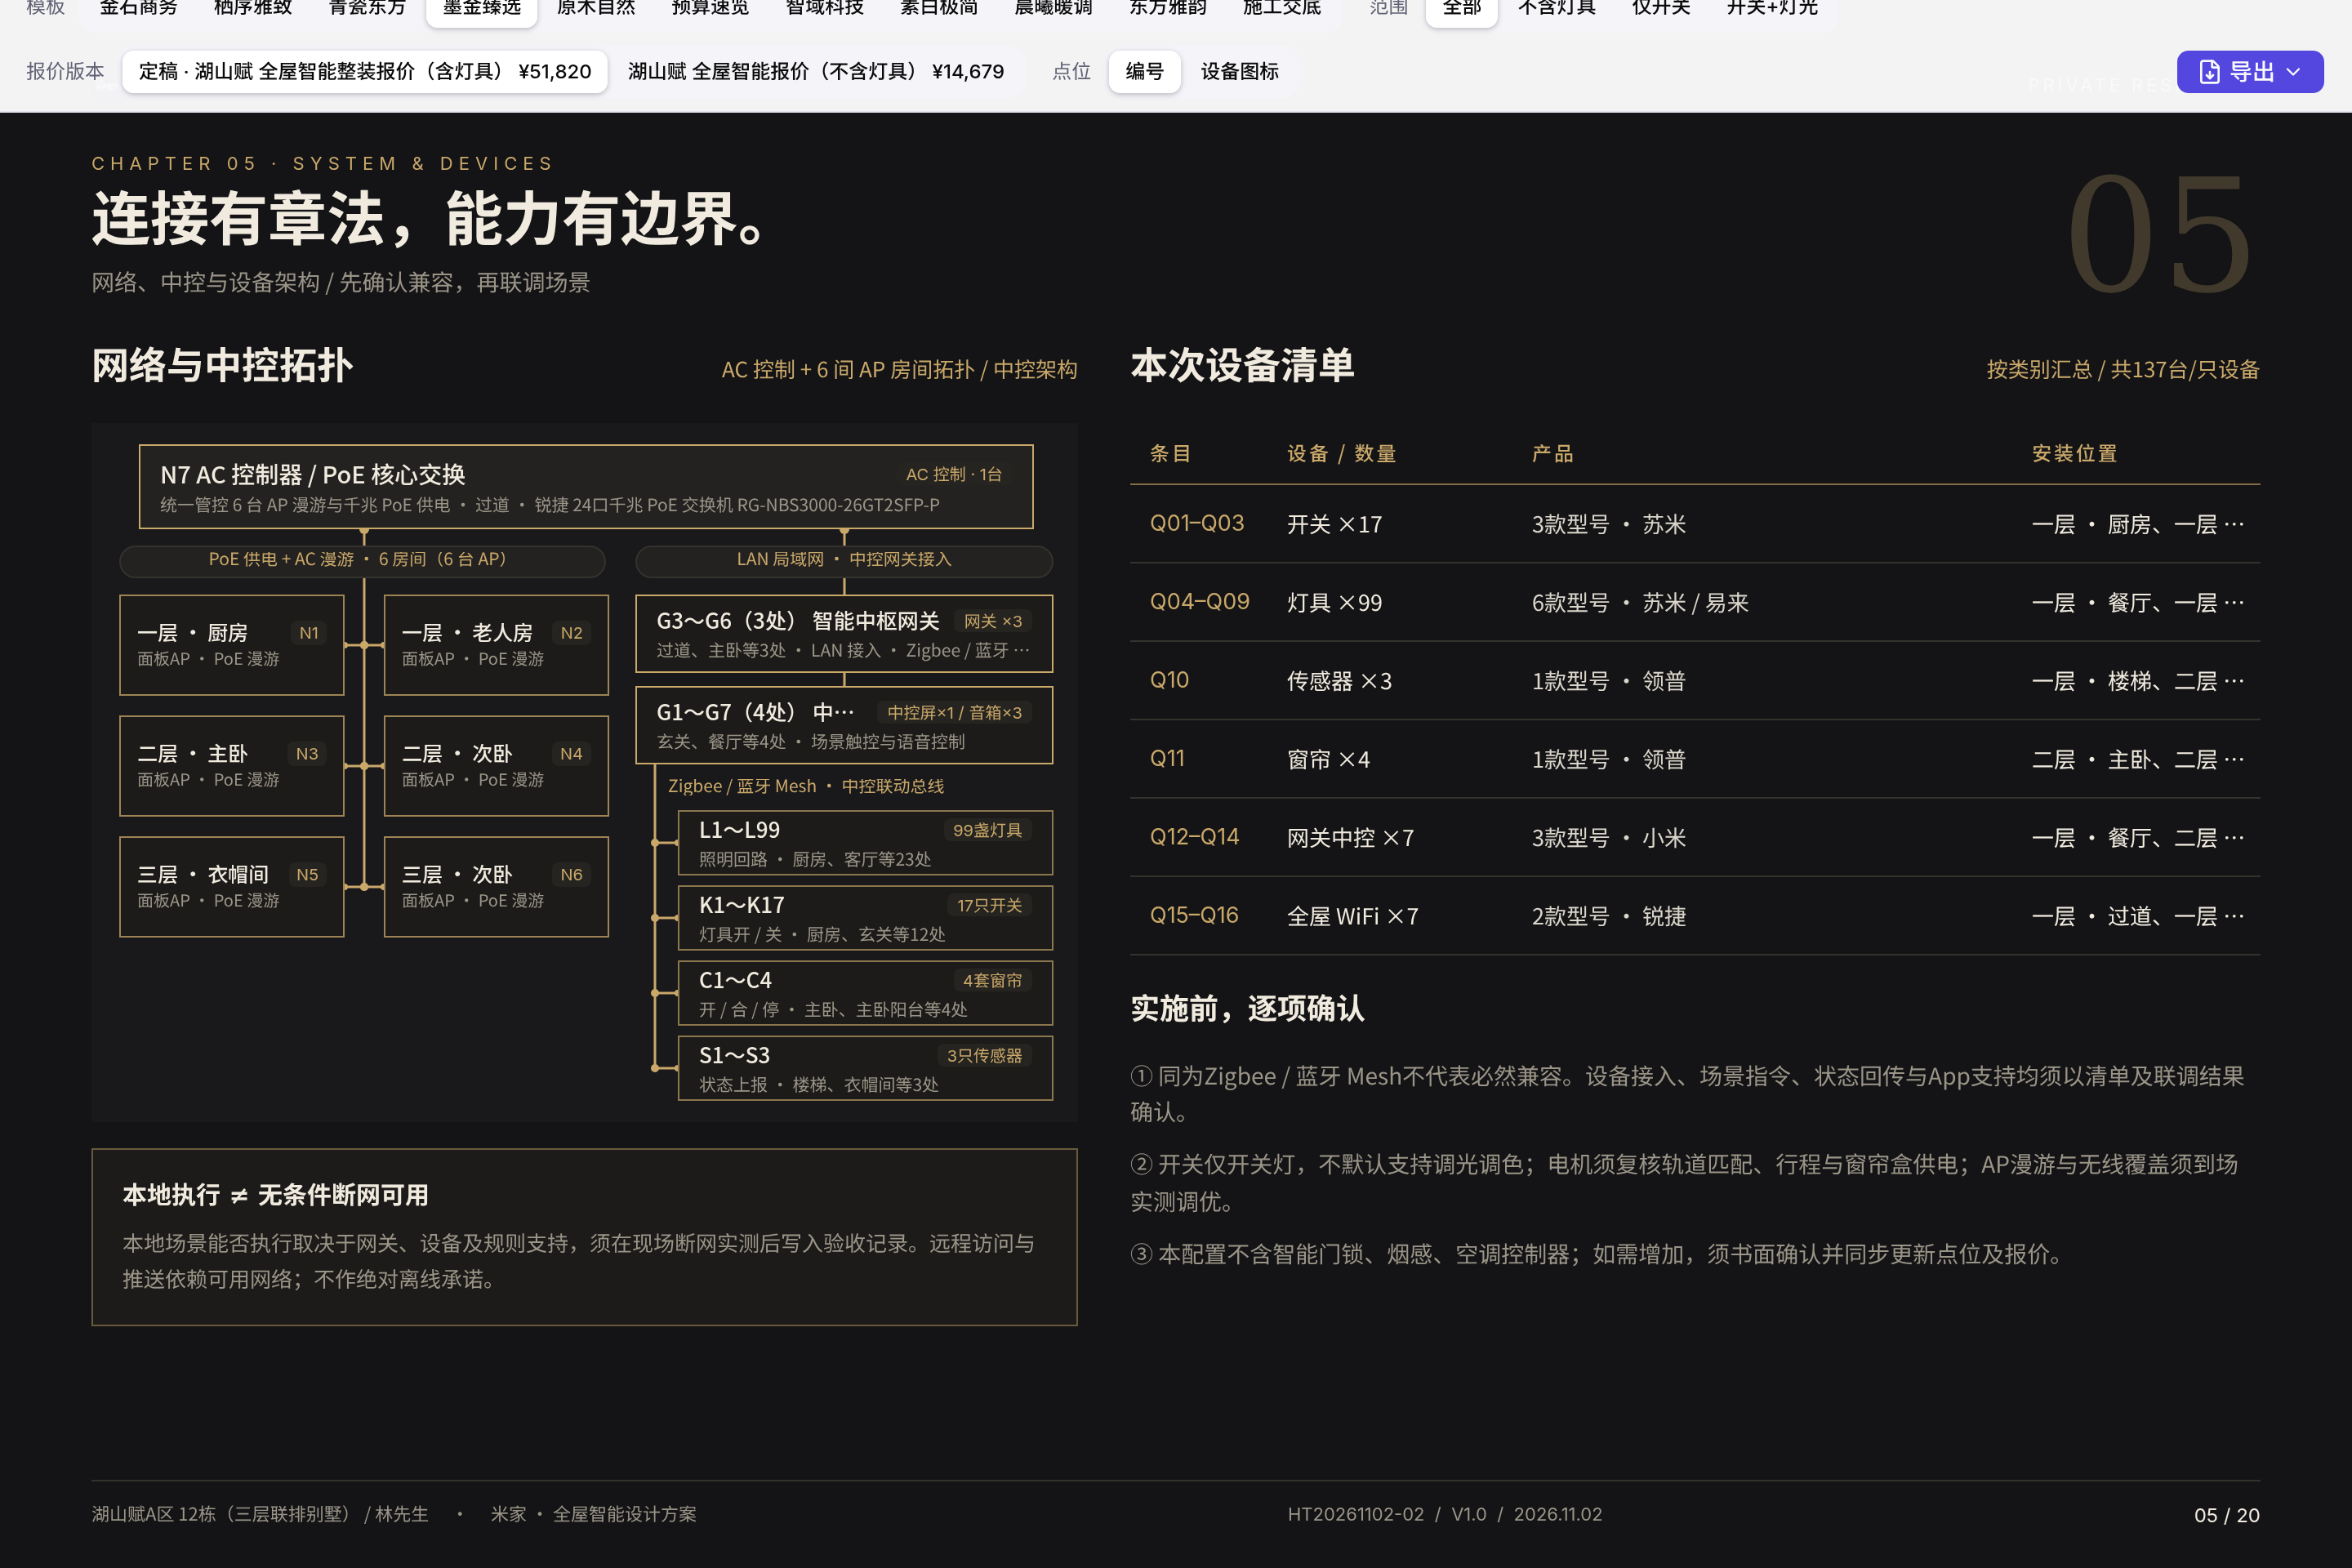 模板 金石商务 栖序雅致 青瓷东方 墨金臻选 原木自然 预算速览 智域科技 素白极简 晨曦暖调 东方雅韵 施工交底 范围 全部 不含灯具 仅开关 开关+灯光
报价版本 定稿 · 湖山赋 全屋智能整装报价（含灯具） ¥51,820 湖山赋 全屋智能报价（不含灯具） ¥14,679 点位 编号 设备图标 导出
PRIVATE RES
CHAPTER 05 · SYSTEM & DEVICES
连接有章法，能力有边界。
网络、中控与设备架构 / 先确认兼容，再联调场景
05
网络与中控拓扑
AC 控制 + 6 间 AP 房间拓扑 / 中控架构
N7 AC 控制器 / PoE 核心交换
AC 控制 · 1台
统一管控 6 台 AP 漫游与千兆 PoE 供电 · 过道 · 锐捷 24口千兆 PoE 交换机 RG-NBS3000-26GT2SFP-P
PoE 供电 + AC 漫游 · 6 房间（6 台 AP）
一层 · 厨房 N1
面板AP · PoE 漫游
一层 · 老人房 N2
面板AP · PoE 漫游
二层 · 主卧 N3
面板AP · PoE 漫游
二层 · 次卧 N4
面板AP · PoE 漫游
三层 · 衣帽间 N5
面板AP · PoE 漫游
三层 · 次卧 N6
面板AP · PoE 漫游
LAN 局域网 · 中控网关接入
G3～G6（3处） 智能中枢网关 网关 ×3
过道、主卧等3处 · LAN 接入 · Zigbee / 蓝牙 …
G1～G7（4处） 中… 中控屏×1 / 音箱×3
玄关、餐厅等4处 · 场景触控与语音控制
Zigbee / 蓝牙 Mesh · 中控联动总线
L1～L99 99盏灯具
照明回路 · 厨房、客厅等23处
K1～K17 17只开关
灯具开 / 关 · 厨房、玄关等12处
C1～C4 4套窗帘
开 / 合 / 停 · 主卧、主卧阳台等4处
S1～S3 3只传感器
状态上报 · 楼梯、衣帽间等3处
本地执行 ≠ 无条件断网可用
本地场景能否执行取决于网关、设备及规则支持，须在现场断网实测后写入验收记录。远程访问与
推送依赖可用网络；不作绝对离线承诺。
本次设备清单
按类别汇总 / 共137台/只设备
条目 设备 / 数量 产品 安装位置
Q01–Q03 开关 ×17 3款型号 · 苏米 一层 · 厨房、一层 …
Q04–Q09 灯具 ×99 6款型号 · 苏米 / 易来 一层 · 餐厅、一层 …
Q10 传感器 ×3 1款型号 · 领普 一层 · 楼梯、二层 …
Q11 窗帘 ×4 1款型号 · 领普 二层 · 主卧、二层 …
Q12–Q14 网关中控 ×7 3款型号 · 小米 一层 · 餐厅、二层 …
Q15–Q16 全屋 WiFi ×7 2款型号 · 锐捷 一层 · 过道、一层 …
实施前，逐项确认
① 同为Zigbee / 蓝牙 Mesh不代表必然兼容。设备接入、场景指令、状态回传与App支持均须以清单及联调结果
确认。
② 开关仅开关灯，不默认支持调光调色；电机须复核轨道匹配、行程与窗帘盒供电；AP漫游与无线覆盖须到场
实测调优。
③ 本配置不含智能门锁、烟感、空调控制器；如需增加，须书面确认并同步更新点位及报价。
湖山赋A区 12栋（三层联排别墅） / 林先生 · 米家 · 全屋智能设计方案
HT20261102-02 / V1.0 / 2026.11.02
05 / 20